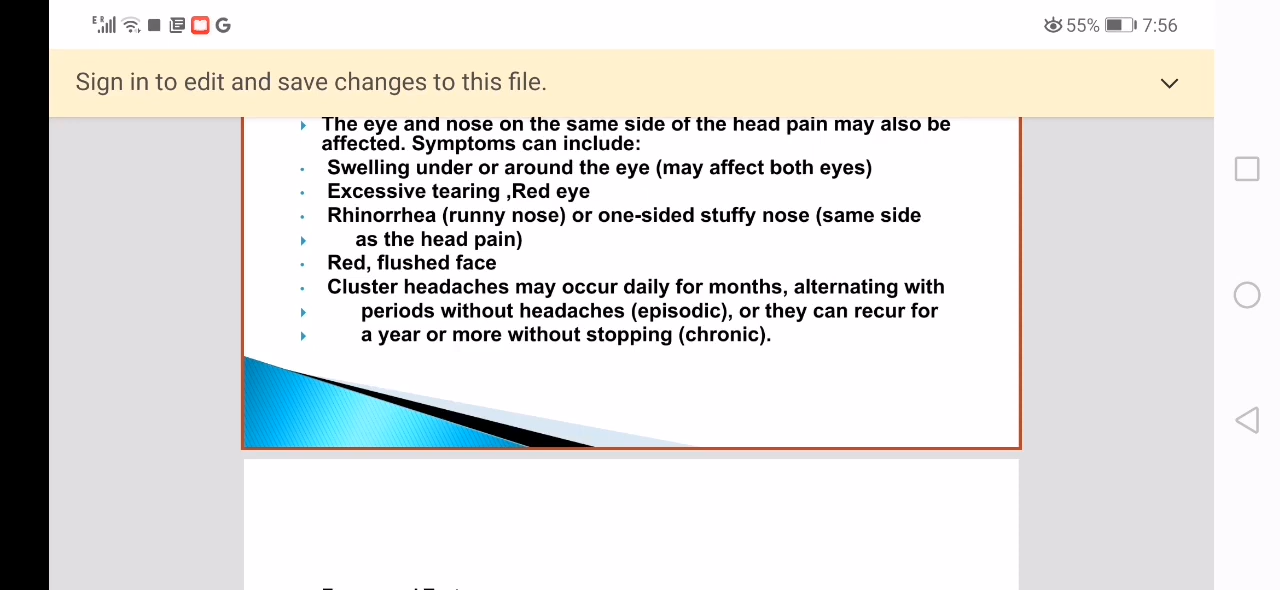 55% 7:56
Sign in to edit and save changes to this file.
The eye and nose on the same side of the head pain may also be
affected. Symptoms can include:
Swelling under or around the eye (may affect both eyes)
Excessive tearing ,Red eye
Rhinorrhea (runny nose) or one-sided stuffy nose (same side
as the head pain)
Red, flushed face
Cluster headaches may occur daily for months, alternating with
periods without headaches (episodic), or they can recur for
a year or more without stopping (chronic).